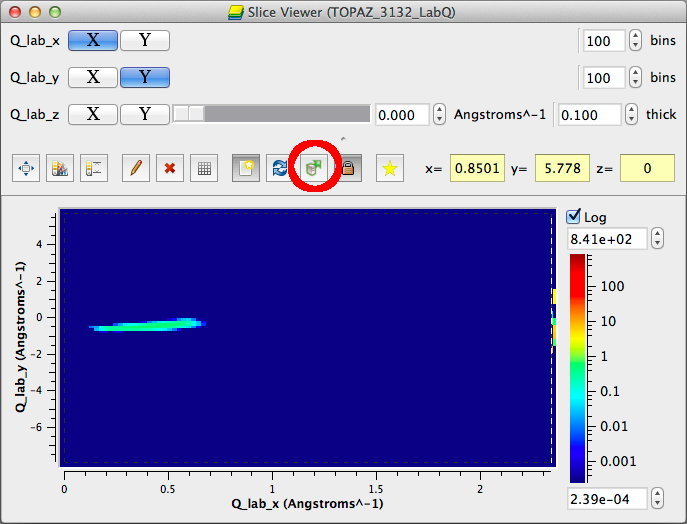 Slice Viewer (TOPAZ_3132_LabQ)
Q_lab_x X Y 100 bins
Q_lab_y X Y 100 bins
Q_lab_z X Y 0.000 Angstroms^-1 0.100 thick
x= 0.8501 y= 5.778 z= 0
Log
8.41e+02
4
2
0
-2
-4
-6
Q_lab_y (Angstroms^-1)
100
10
1
0.1
0.01
0.001
0 0.5 1 1.5 2
Q_lab_x (Angstroms^-1)
2.39e-04